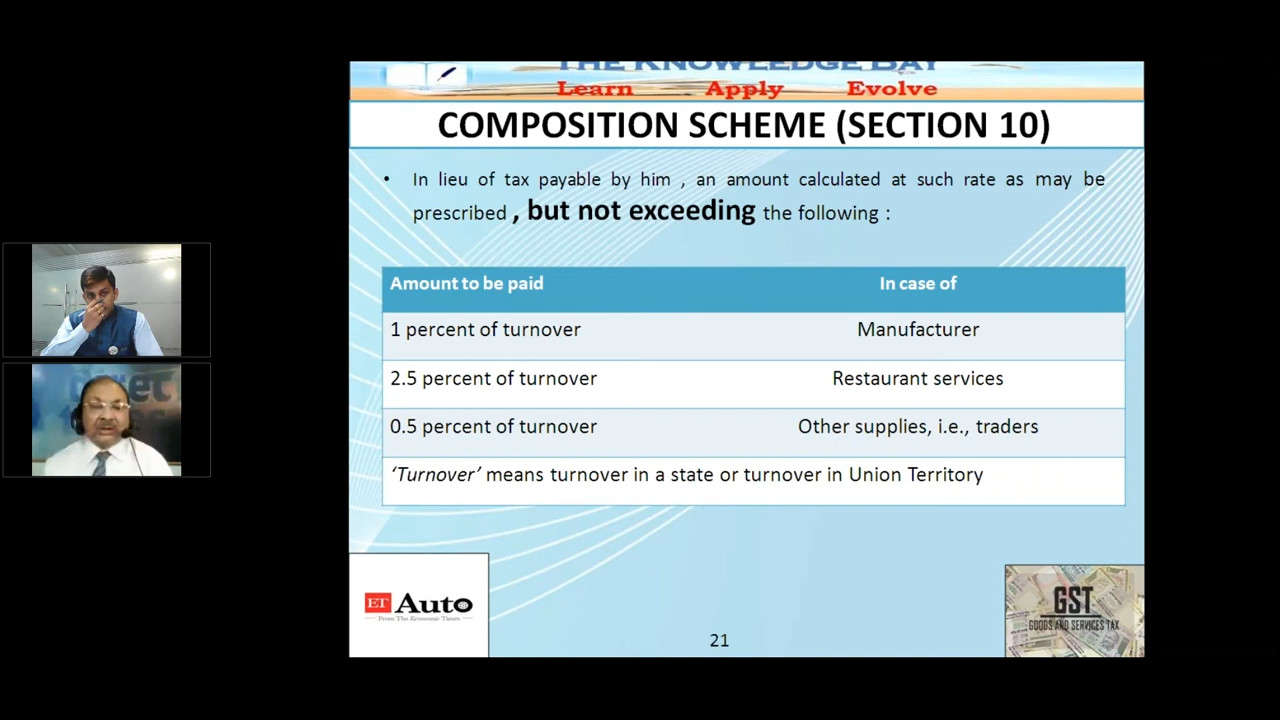 THE KNOWLEDGE BAY
Learn Apply Evolve
COMPOSITION SCHEME (SECTION 10)
• In lieu of tax payable by him , an amount calculated at such rate as may be
prescribed , but not exceeding the following :
Amount to be paid In case of
1 percent of turnover Manufacturer
2.5 percent of turnover Restaurant services
0.5 percent of turnover Other supplies, i.e., traders
‘Turnover’ means turnover in a state or turnover in Union Territory
ET Auto
From The Economic Times
GST
GOODS AND SERVICES TAX
21